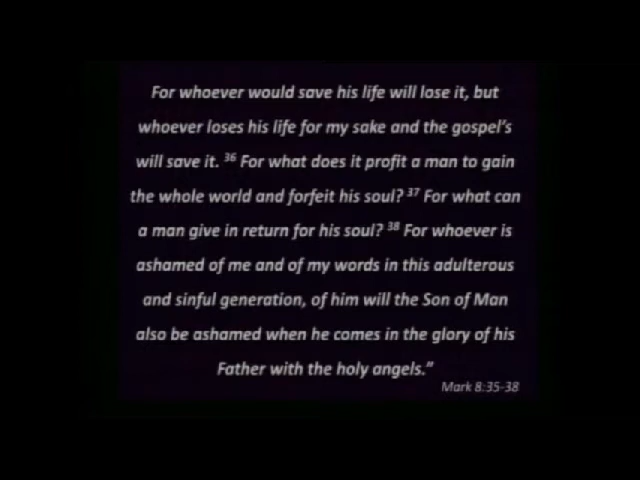 For whoever would save his life will lose it, but
whoever loses his life for my sake and the gospel's
will save it. 36 For what does it profit a man to gain
the whole world and forfeit his soul? 37 For what can
a man give in return for his soul? 38 For whoever is
ashamed of me and of my words in this adulterous
and sinful generation, of him will the Son of Man
also be ashamed when he comes in the glory of his
Father with the holy angels.”
Mark 8:35-38